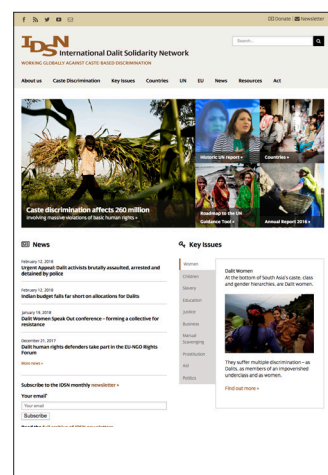 Donate | Newsletter
IDSN International Dalit Solidarity Network
WORKING GLOBALLY AGAINST CASTE-BASED DISCRIMINATION
Search...
About us Caste Discrimination Key Issues Countries UN EU News Resources Act
Historic UN report »
Countries »
Caste discrimination affects 260 million
involving massive violations of basic human rights »
Roadmap to the UN
Guidance Tool »
Annual Report 2016 »
News
February 12, 2018
Urgent Appeal: Dalit activists brutally assaulted, arrested and
detained by police
February 12, 2018
Indian budget falls far short on allocations for Dalits
January 19, 2018
Dalit Women Speak Out conference – forming a collective for
resistance
December 21, 2017
Dalit human rights defenders take part in the EU-NGO Rights
Forum
More news »
Subscribe to the IDSN monthly newsletter »
Your email*
Your email
Subscribe
Key Issues
Women
Children
Slavery
Education
Justice
Business
Manual
Scavenging
Prostitution
Aid
Politics
Dalit Women
At the bottom of South Asia's caste, class
and gender hierarchies, are Dalit Women.
They suffer multiple discrimination – as
Dalits, as members of an impoverished
underclass and as women.
Find out more »